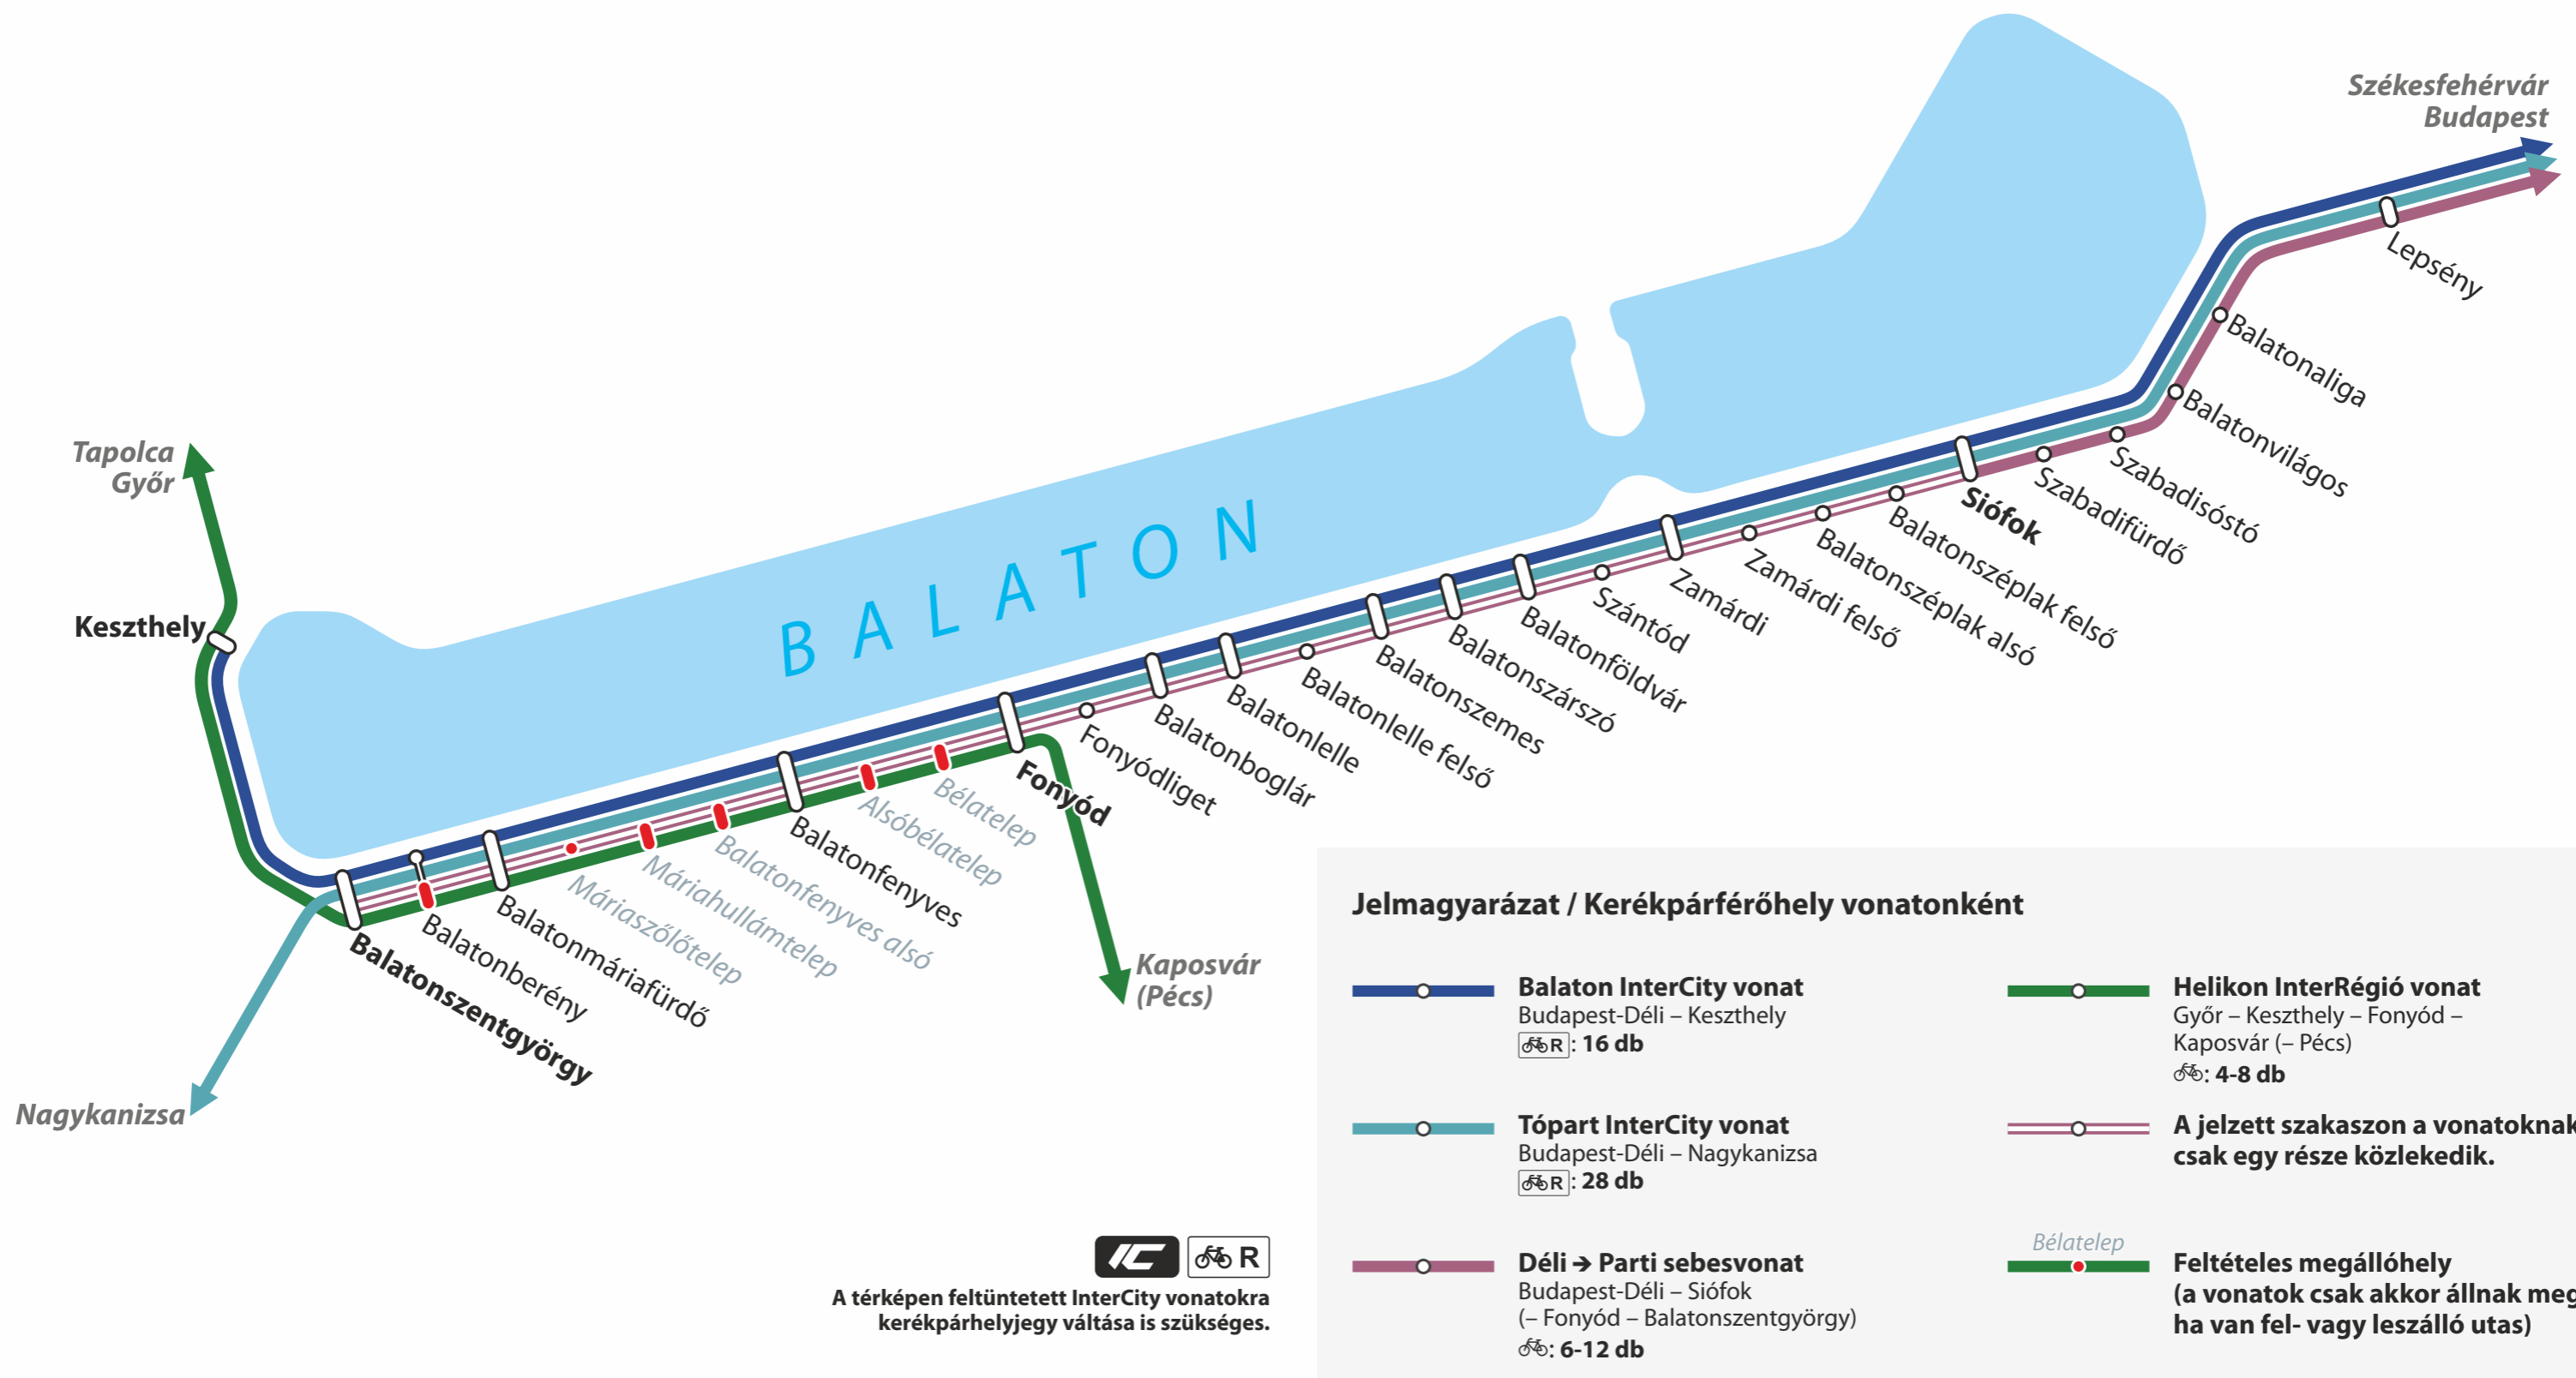 Székesfehérvár
Budapest
Lepsény
Balatonaliga
Balatonvilágos
Szabadisóstó
Szabadifürdő
Siófok
Balatonszéplak felső
Balatonszéplak alsó
Zamárdi felső
Zamárdi
Szántód
Balatonföldvár
Balatonszárszó
Balatonszemes
Balatonlelle felső
Balatonlelle
Balatonboglár
Fonyódliget
Fonyód
Bélatelep
Alsóbélatelep
Balatonfenyves
Balatonfenyves alsó
Máriahullámtelep
Máriaszőlőtelep
Balatonmáriafürdő
Balatonberény
Balatonszentgyörgy
BALATON
Tapolca
Győr
Keszthely
Nagykanizsa
Kaposvár
(Pécs)
IC R
A térképen feltüntetett InterCity vonatokra
kerékpárhelyjegy váltása is szükséges.
Jelmagyarázat / Kerékpárférőhely vonatonként
Balaton InterCity vonat
Budapest-Déli – Keszthely
R: 16 db
Tópart InterCity vonat
Budapest-Déli – Nagykanizsa
R: 28 db
Déli ➔ Parti sebesvonat
Budapest-Déli – Siófok
(– Fonyód – Balatonszentgyörgy)
: 6-12 db
Helikon InterRégió vonat
Győr – Keszthely – Fonyód –
Kaposvár (– Pécs)
: 4-8 db
A jelzett szakaszon a vonatoknak
csak egy része közlekedik.
Bélatelep
Feltételes megállóhely
(a vonatok csak akkor állnak meg
ha van fel- vagy leszálló utas)